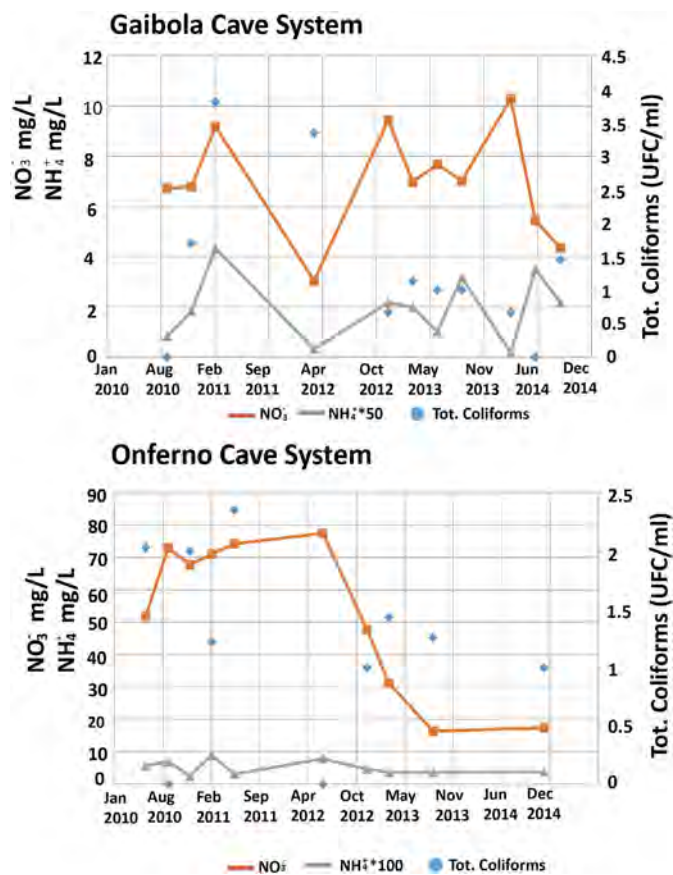 Gaibola Cave System
12
10
8
6
4
2
0
NO₃⁻ mg/L
NH₄⁺ mg/L
4.5
4
3.5
3
2.5
2
1.5
1
0.5
0
Tot. Coliforms (UFC/ml)
Jan Aug Feb Sep Apr Oct May Nov Jun Dec
2010 2010 2011 2011 2012 2012 2013 2013 2014 2014
NO₃⁻ NH₄⁺*50 Tot. Coliforms
Onferno Cave System
90
80
70
60
50
40
30
20
10
0
NO₃⁻ mg/L
NH₄⁺ mg/L
2.5
2
1.5
1
0.5
0
Tot. Coliforms (UFC/ml)
Jan Aug Feb Sep Apr Oct May Nov Jun Dec
2010 2010 2011 2011 2012 2012 2013 2013 2014 2014
NO₃⁻ NH₄⁺*100 Tot. Coliforms